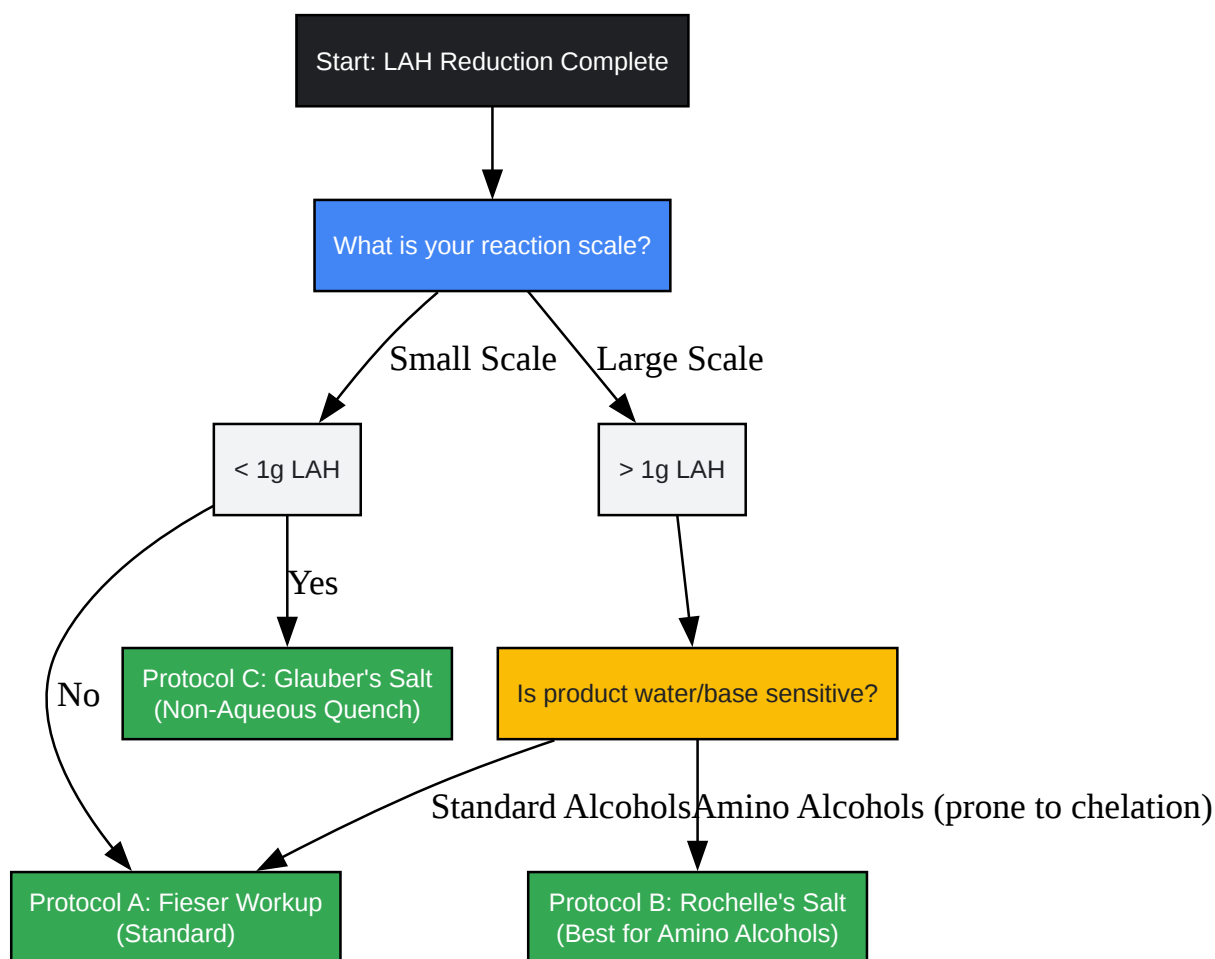 Start: LAH Reduction Complete
What is your reaction scale?
Small Scale
Large Scale
< 1g LAH
> 1g LAH
Yes
Protocol C: Glauber's Salt
(Non-Aqueous Quench)
Is product water/base sensitive?
No
Standard Alcohols
Amino Alcohols (prone to chelation)
Protocol A: Fieser Workup
(Standard)
Protocol B: Rochelle's Salt
(Best for Amino Alcohols)